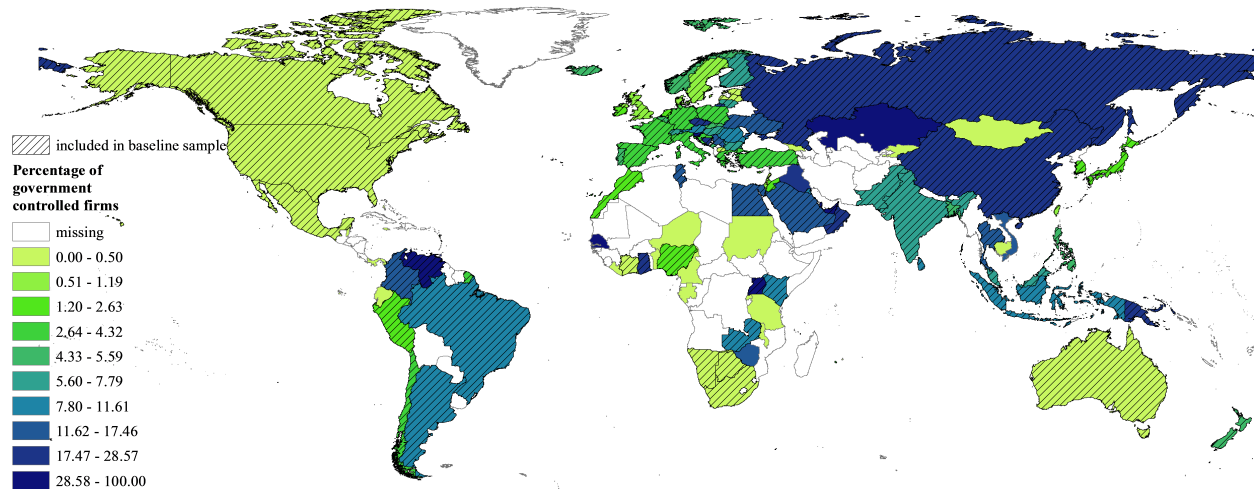 included in baseline sample
Percentage of
government
controlled firms
missing
0.00 - 0.50
0.51 - 1.19
1.20 - 2.63
2.64 - 4.32
4.33 - 5.59
5.60 - 7.79
7.80 - 11.61
11.62 - 17.46
17.47 - 28.57
28.58 - 100.00